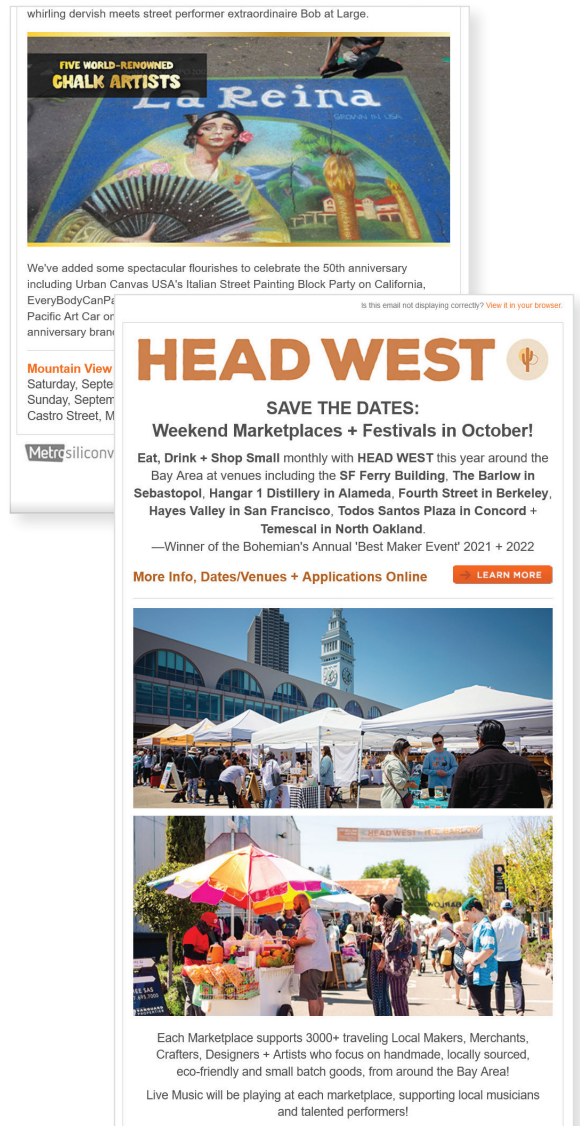 whirling dervish meets street performer extraordinaire Bob at Large.
FIVE WORLD-RENOWNED
CHALK ARTISTS
La Reina
GROWN IN USA
We've added some spectacular flourishes to celebrate the 50th anniversary
including Urban Canvas USA's Italian Street Painting Block Party on California,
EveryBodyCanPa
Pacific Art Car on
anniversary bran
Mountain View
Saturday, Septe
Sunday, Septem
Castro Street, M
Metrosiliconv
Is this email not displaying correctly? View it in your browser.
HEAD WEST
SAVE THE DATES:
Weekend Marketplaces + Festivals in October!
Eat, Drink + Shop Small monthly with HEAD WEST this year around the
Bay Area at venues including the SF Ferry Building, The Barlow in
Sebastopol, Hangar 1 Distillery in Alameda, Fourth Street in Berkeley,
Hayes Valley in San Francisco, Todos Santos Plaza in Concord +
Temescal in North Oakland.
—Winner of the Bohemian's Annual 'Best Maker Event' 2021 + 2022
More Info, Dates/Venues + Applications Online
LEARN MORE
HEAD WEST
Each Marketplace supports 3000+ traveling Local Makers, Merchants,
Crafters, Designers + Artists who focus on handmade, locally sourced,
eco-friendly and small batch goods, from around the Bay Area!
Live Music will be playing at each marketplace, supporting local musicians
and talented performers!